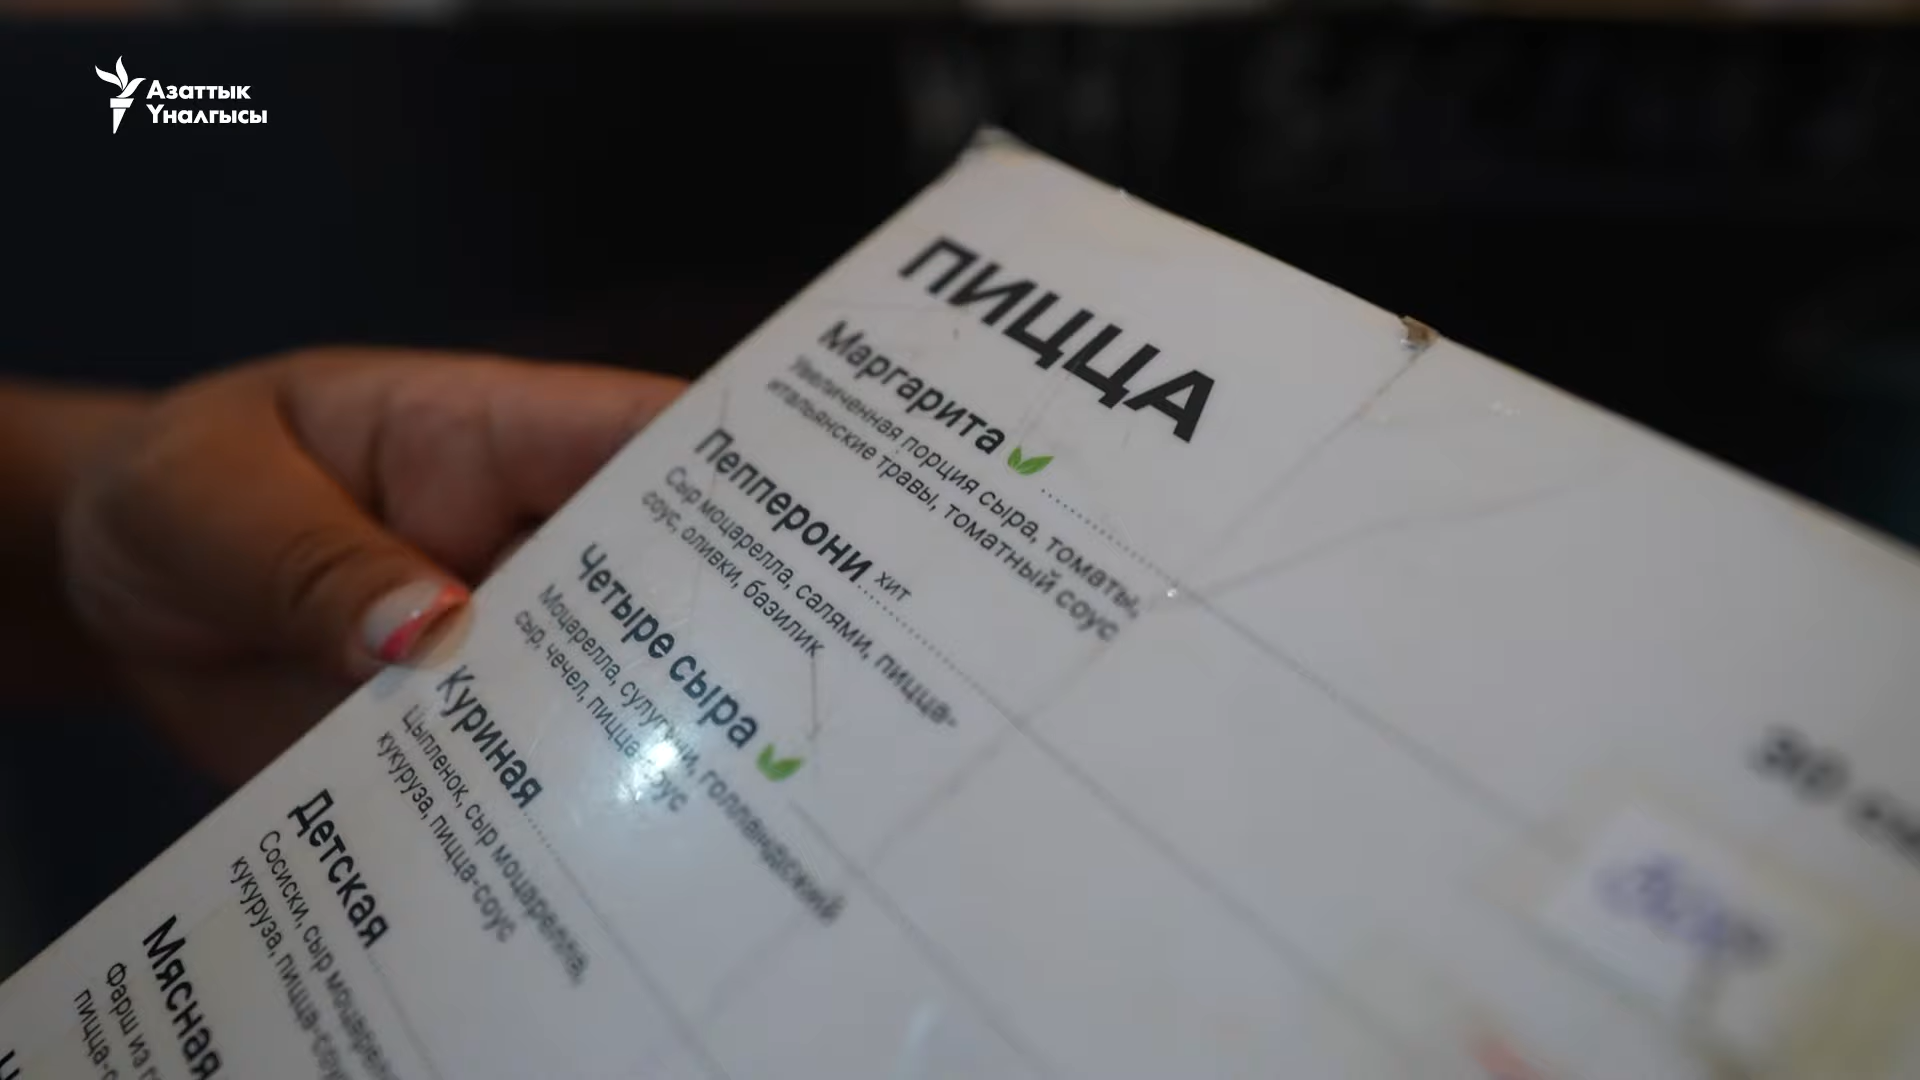 Азаттык
Үналгысы
ПИЦЦА
Маргарита
Увеличенная порция сыра, томаты,
итальянские травы, томатный соус
Пепперони хит
Сыр моцарелла, салями, пицца-
соус, оливки, базилик
Четыре сыра
Моцарелла, сулугуни, голландский
сыр, чечел, пицца-соус
Куриная
Цыпленок, сыр моцарелла,
кукуруза, пицца-соус
Детская
Сосиски, сыр моцарелла,
кукуруза, пицца-соус
Мясная
Фарш из
пицца-